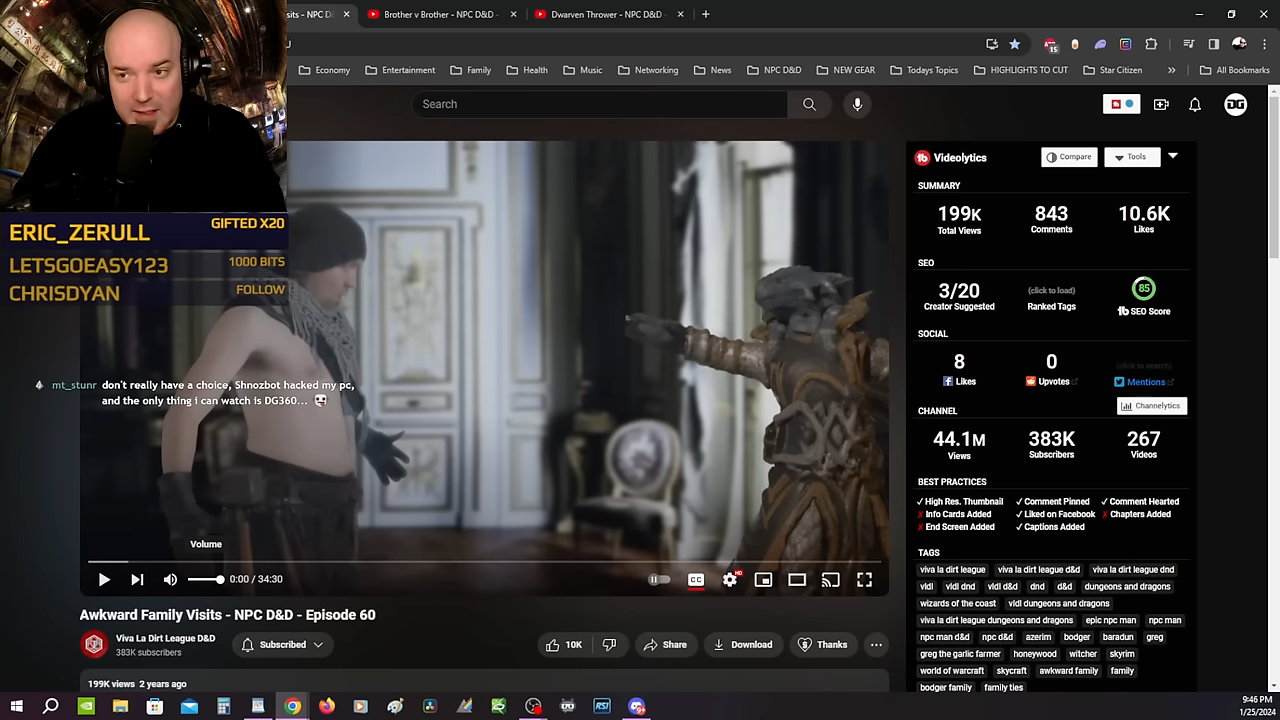 isits - NPC D&
Brother v Brother - NPC D&D -
Dwarven Thrower - NPC D&D
Economy
Entertainment
Family
Health
Music
Networking
News
NPC D&D
NEW GEAR
Todays Topics
HIGHLIGHTS TO CUT
Star Citizen
»
All Bookmarks
15
Search
DG
ERIC_ZERULL GIFTED X20
LETSGOEASY123 1000 BITS
CHRISDYAN FOLLOW
mt_stunr don't really have a choice, Shnozbot hacked my pc,
and the only thing i can watch is DG360...
Volume
0:00 / 34:30
CC
HD
Awkward Family Visits - NPC D&D - Episode 60
Viva La Dirt League D&D
383K subscribers
Subscribed
10K
Share
Download
Thanks
199K views 2 years ago
tb Videolytics
Compare
Tools
SUMMARY
199K 843 10.6K
Total Views Comments Likes
SEO
3/20 (click to load) 85
Creator Suggested Ranked Tags tb SEO Score
SOCIAL
8 0 (click to search)
Likes Upvotes Mentions
Channelytics
CHANNEL
44.1M 383K 267
Views Subscribers Videos
BEST PRACTICES
✓ High Res. Thumbnail ✓ Comment Pinned ✓ Comment Hearted
✗ Info Cards Added ✓ Liked on Facebook ✗ Chapters Added
✗ End Screen Added ✓ Captions Added
TAGS
viva la dirt league viva la dirt league d&d viva la dirt league dnd
vldl vldl dnd vldl d&d dnd d&d dungeons and dragons
wizards of the coast vldl dungeons and dragons
viva la dirt league dungeons and dragons epic npc man npc man
npc man d&d npc d&d azerim bodger baradun greg
greg the garlic farmer honeywood witcher skyrim
world of warcraft skycraft awkward family family
bodger family family ties
RSI
9:46 PM
1/25/2024